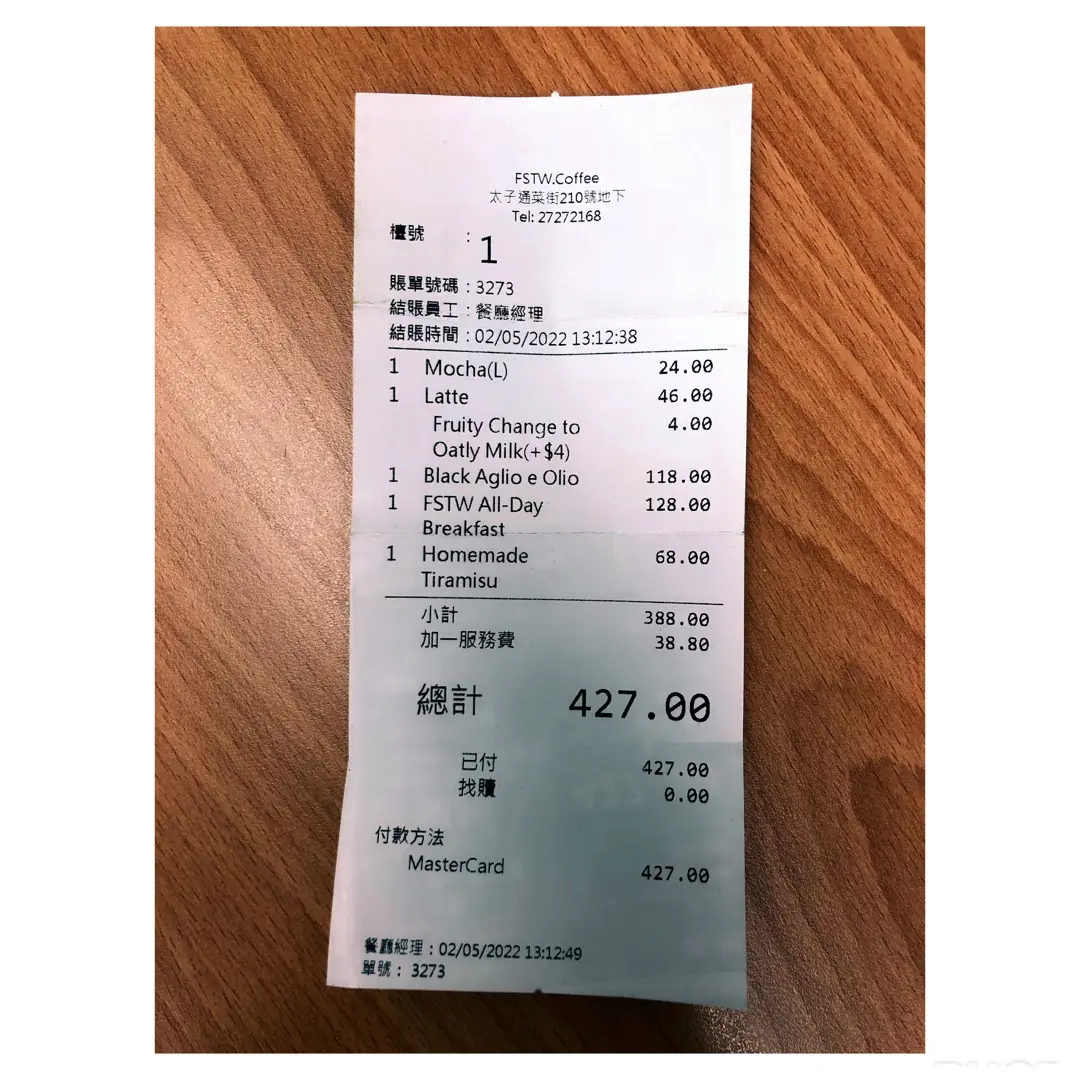 FSTW.Coffee
太子通菜街210號地下
Tel: 27272168
檯號 : 1
賬單號碼 : 3273
結賬員工 : 餐廳經理
結賬時間 : 02/05/2022 13:12:38
1 Mocha(L) 24.00
1 Latte 46.00
Fruity Change to 4.00
Oatly Milk(+$4)
1 Black Aglio e Olio 118.00
1 FSTW All-Day 128.00
Breakfast
1 Homemade 68.00
Tiramisu
小計 388.00
加一服務費 38.80
總計 427.00
已付 427.00
找贖 0.00
付款方法
MasterCard 427.00
餐廳經理 : 02/05/2022 13:12:49
單號 : 3273